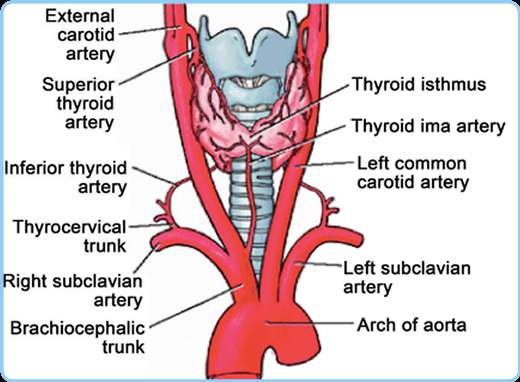 External
carotid
artery
Superior
thyroid
artery
Inferior thyroid
artery
Thyrocervical
trunk
Right subclavian
artery
Brachiocephalic
trunk
Thyroid isthmus
Thyroid ima artery
Left common
carotid artery
Left subclavian
artery
Arch of aorta